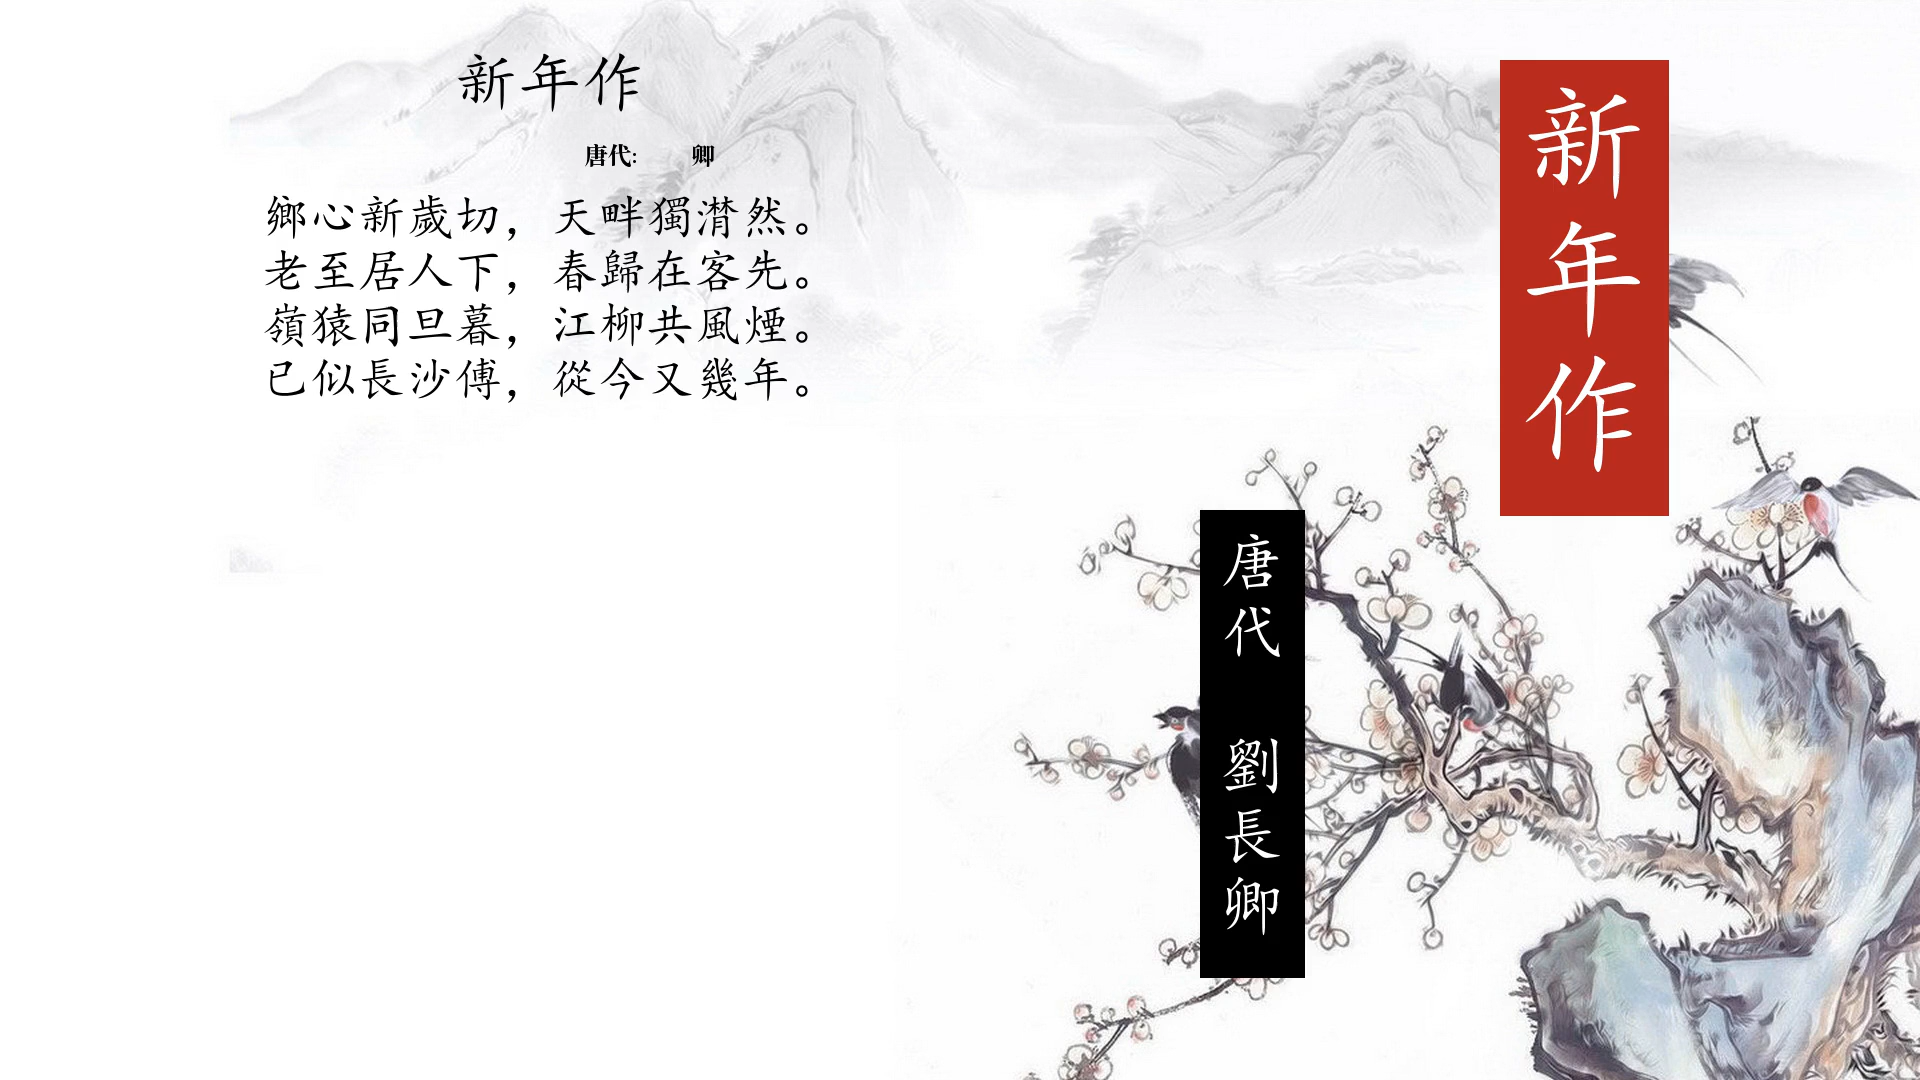 新年作
唐代: 卿
鄉心新歲切，天畔獨潸然。
老至居人下，春歸在客先。
嶺猿同旦暮，江柳共風煙。
已似長沙傅，從今又幾年。
新年作
唐代 劉長卿